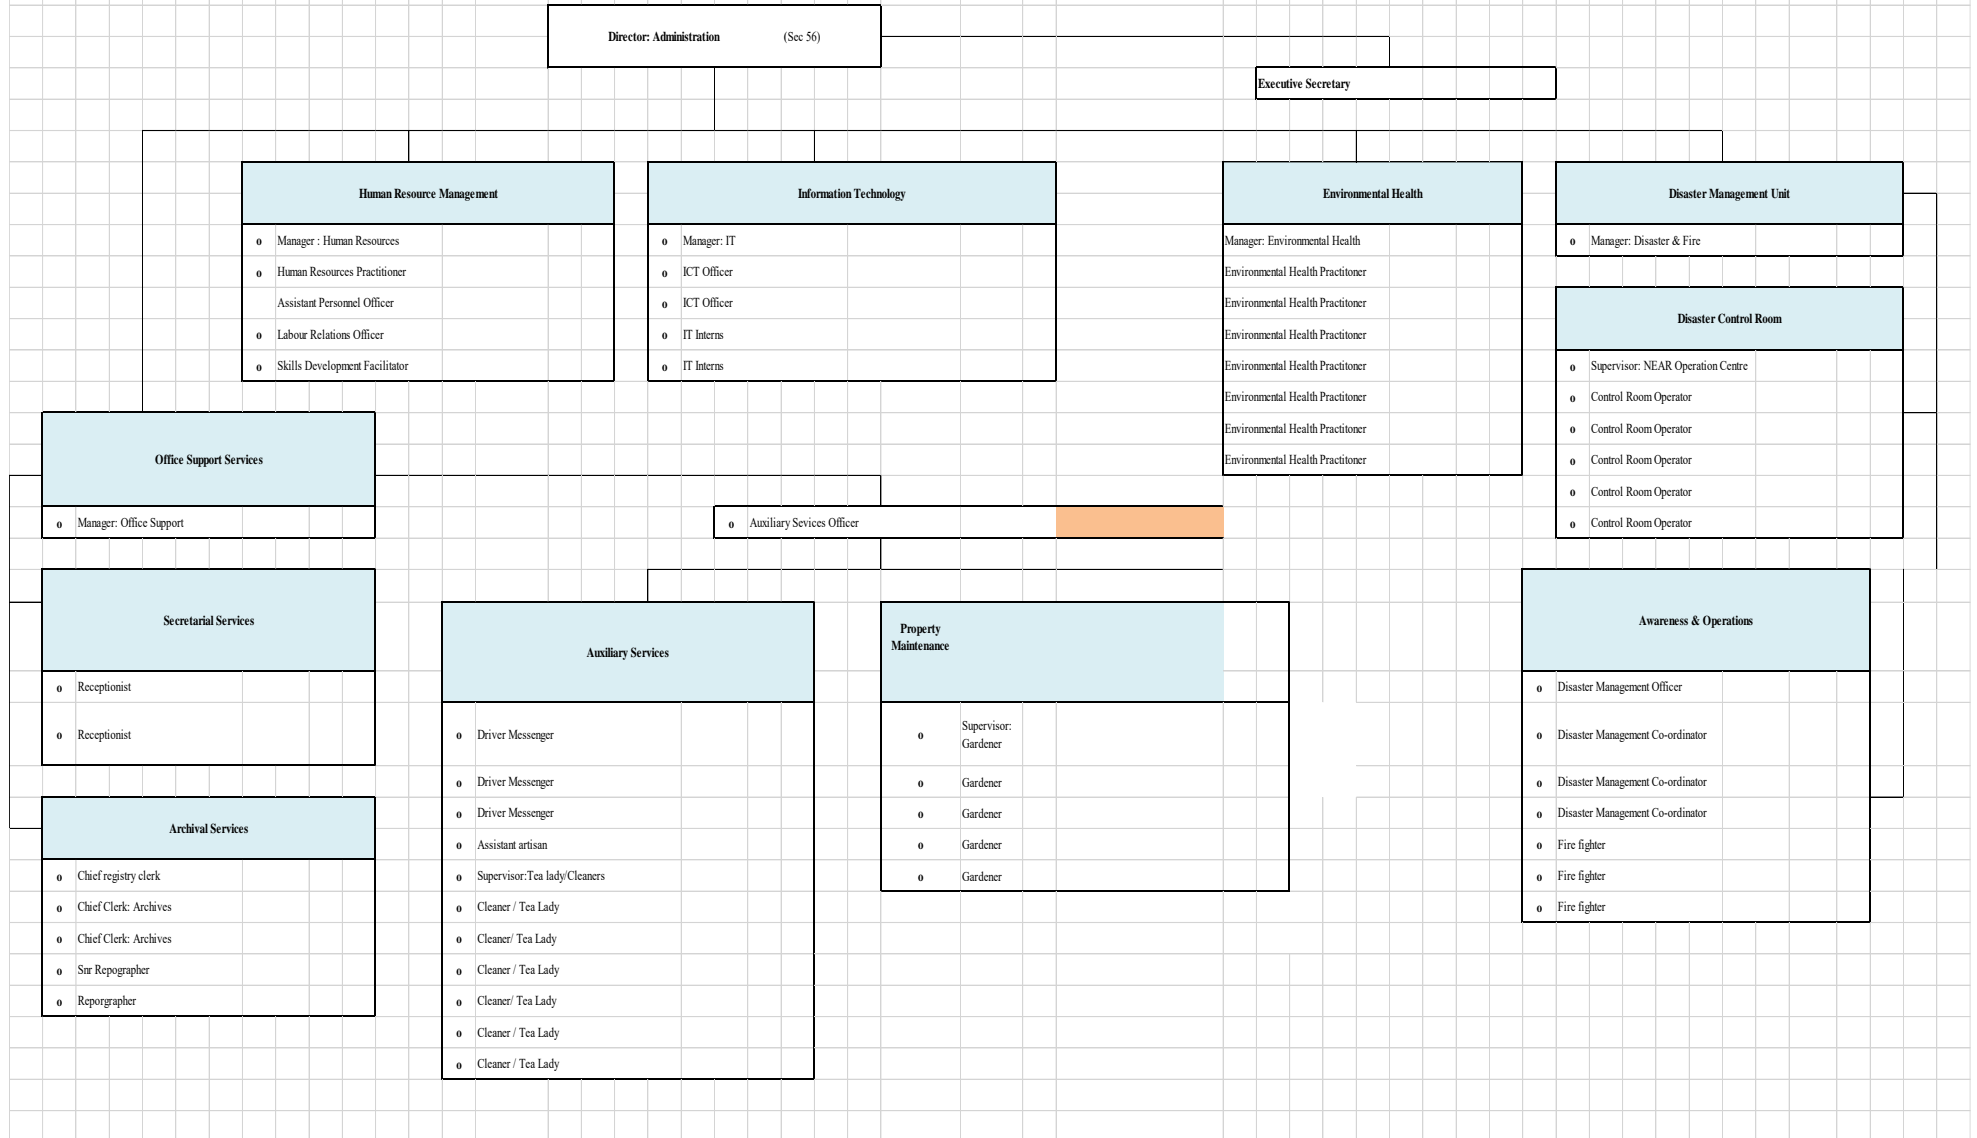 Director: Administration (Sec 56)
Executive Secretary
Human Resource Management
o Manager : Human Resources
o Human Resources Practitioner
Assistant Personnel Officer
o Labour Relations Officer
o Skills Development Facilitator
Information Technology
o Manager: IT
o ICT Officer
o ICT Officer
o IT Interns
o IT Interns
Environmental Health
Manager: Environmental Health
Environmental Health Practitoner
Environmental Health Practitoner
Environmental Health Practitoner
Environmental Health Practitoner
Environmental Health Practitoner
Environmental Health Practitoner
Environmental Health Practitoner
Disaster Management Unit
o Manager: Disaster & Fire
Disaster Control Room
o Supervisor: NEAR Operation Centre
o Control Room Operator
o Control Room Operator
o Control Room Operator
o Control Room Operator
o Control Room Operator
Office Support Services
o Manager: Office Support
o Auxiliary Sevices Officer
Secretarial Services
o Receptionist
o Receptionist
Archival Services
o Chief registry clerk
o Chief Clerk: Archives
o Chief Clerk: Archives
o Snr Repographer
o Reporgrapher
Auxiliary Services
o Driver Messenger
o Driver Messenger
o Driver Messenger
o Assistant artisan
o Supervisor:Tea lady/Cleaners
o Cleaner / Tea Lady
o Cleaner/ Tea Lady
o Cleaner / Tea Lady
o Cleaner/ Tea Lady
o Cleaner / Tea Lady
o Cleaner / Tea Lady
Property
Maintenance
o Supervisor:
Gardener
o Gardener
o Gardener
o Gardener
o Gardener
Awareness & Operations
o Disaster Management Officer
o Disaster Management Co-ordinator
o Disaster Management Co-ordinator
o Disaster Management Co-ordinator
o Fire fighter
o Fire fighter
o Fire fighter